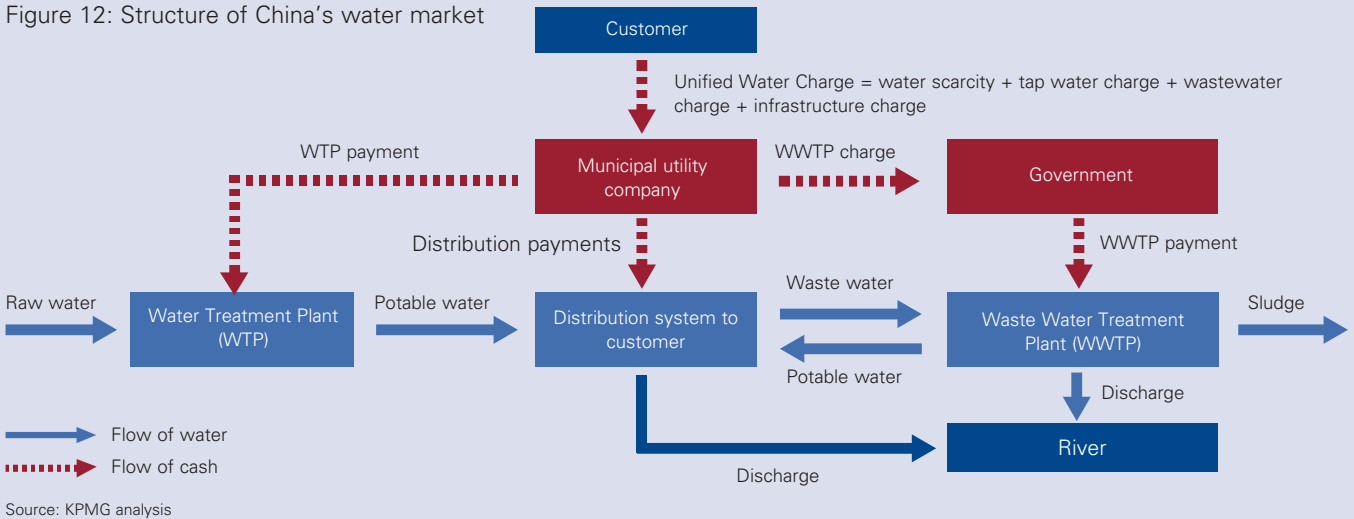 Figure 12: Structure of China's water market
Customer
Unified Water Charge = water scarcity + tap water charge + wastewater
charge + infrastructure charge
WTP payment
Municipal utility
company
WWTP charge
Government
Distribution payments
WWTP payment
Raw water
Water Treatment Plant
(WTP)
Potable water
Distribution system to
customer
Waste water
Potable water
Waste Water Treatment
Plant (WWTP)
Sludge
Discharge
Flow of water
River
Flow of cash
Discharge
Source: KPMG analysis